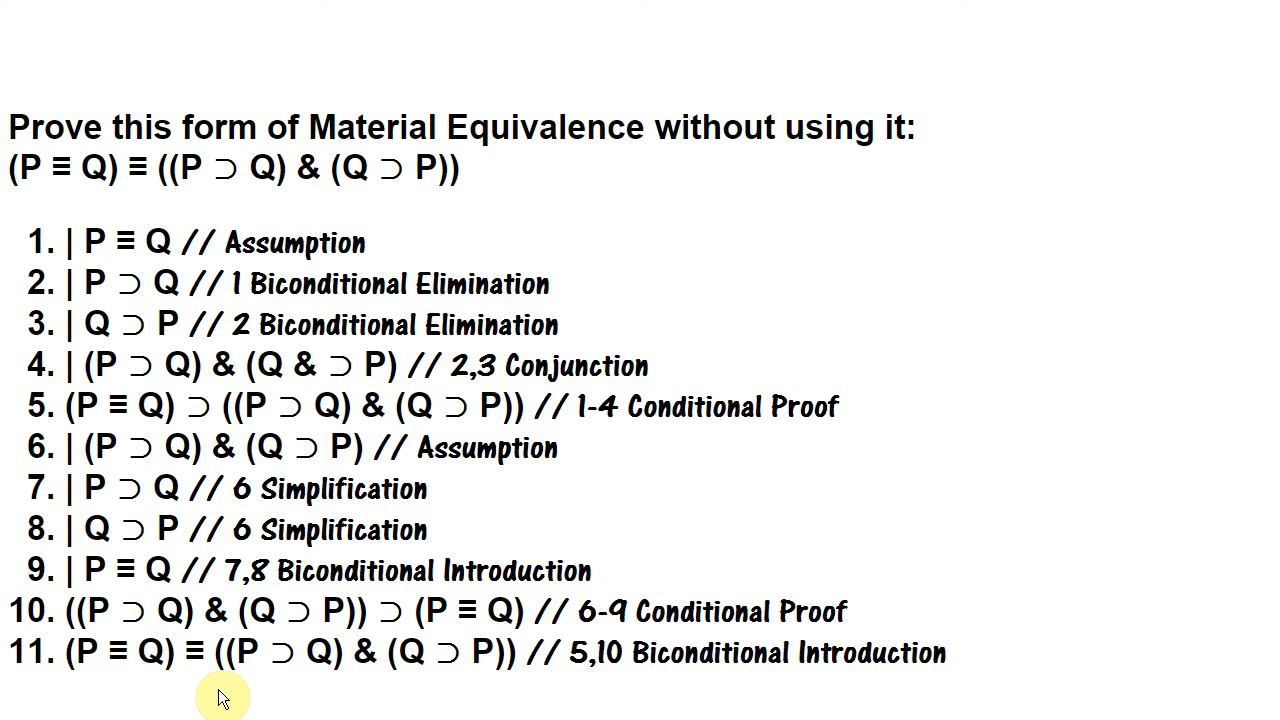 Prove this form of Material Equivalence without using it:
(P ≡ Q) ≡ ((P ⊃ Q) & (Q ⊃ P))
1. | P ≡ Q // Assumption
2. | P ⊃ Q // 1 Biconditional Elimination
3. | Q ⊃ P // 2 Biconditional Elimination
4. | (P ⊃ Q) & (Q & ⊃ P) // 2,3 Conjunction
5. (P ≡ Q) ⊃ ((P ⊃ Q) & (Q ⊃ P)) // 1-4 Conditional Proof
6. | (P ⊃ Q) & (Q ⊃ P) // Assumption
7. | P ⊃ Q // 6 Simplification
8. | Q ⊃ P // 6 Simplification
9. | P ≡ Q // 7,8 Biconditional Introduction
10. ((P ⊃ Q) & (Q ⊃ P)) ⊃ (P ≡ Q) // 6-9 Conditional Proof
11. (P ≡ Q) ≡ ((P ⊃ Q) & (Q ⊃ P)) // 5,10 Biconditional Introduction